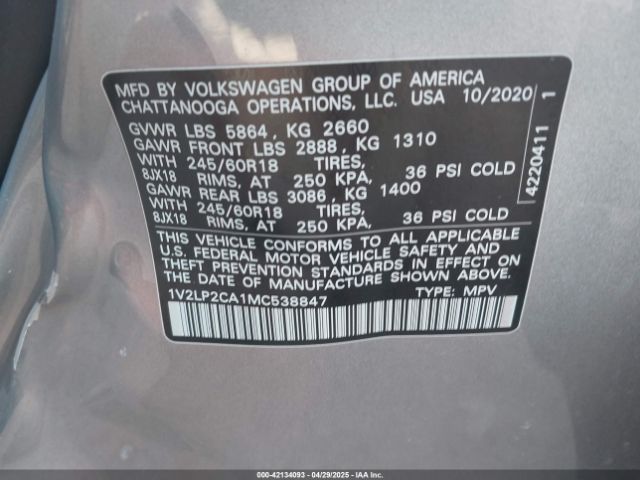 MFD BY VOLKSWAGEN GROUP OF AMERICA
CHATTANOOGA OPERATIONS, LLC. USA 10/2020
GVWR LBS 5864, KG 2660
GAWR FRONT LBS 2888, KG 1310
WITH 245/60R18 TIRES,
8JX18 RIMS, AT 250 KPA, 36 PSI COLD
GAWR REAR LBS 3086, KG 1400
WITH 245/60R18 TIRES,
8JX18 RIMS, AT 250 KPA, 36 PSI COLD
THIS VEHICLE CONFORMS TO ALL APPLICABLE
U.S. FEDERAL MOTOR VEHICLE SAFETY AND
THEFT PREVENTION STANDARDS IN EFFECT ON
THE DATE OF MANUFACTURE SHOWN ABOVE.
1V2LP2CA1MC538847 TYPE: MPV
4220411 1
000-42134093 - 04/29/2025 - IAAI.COM